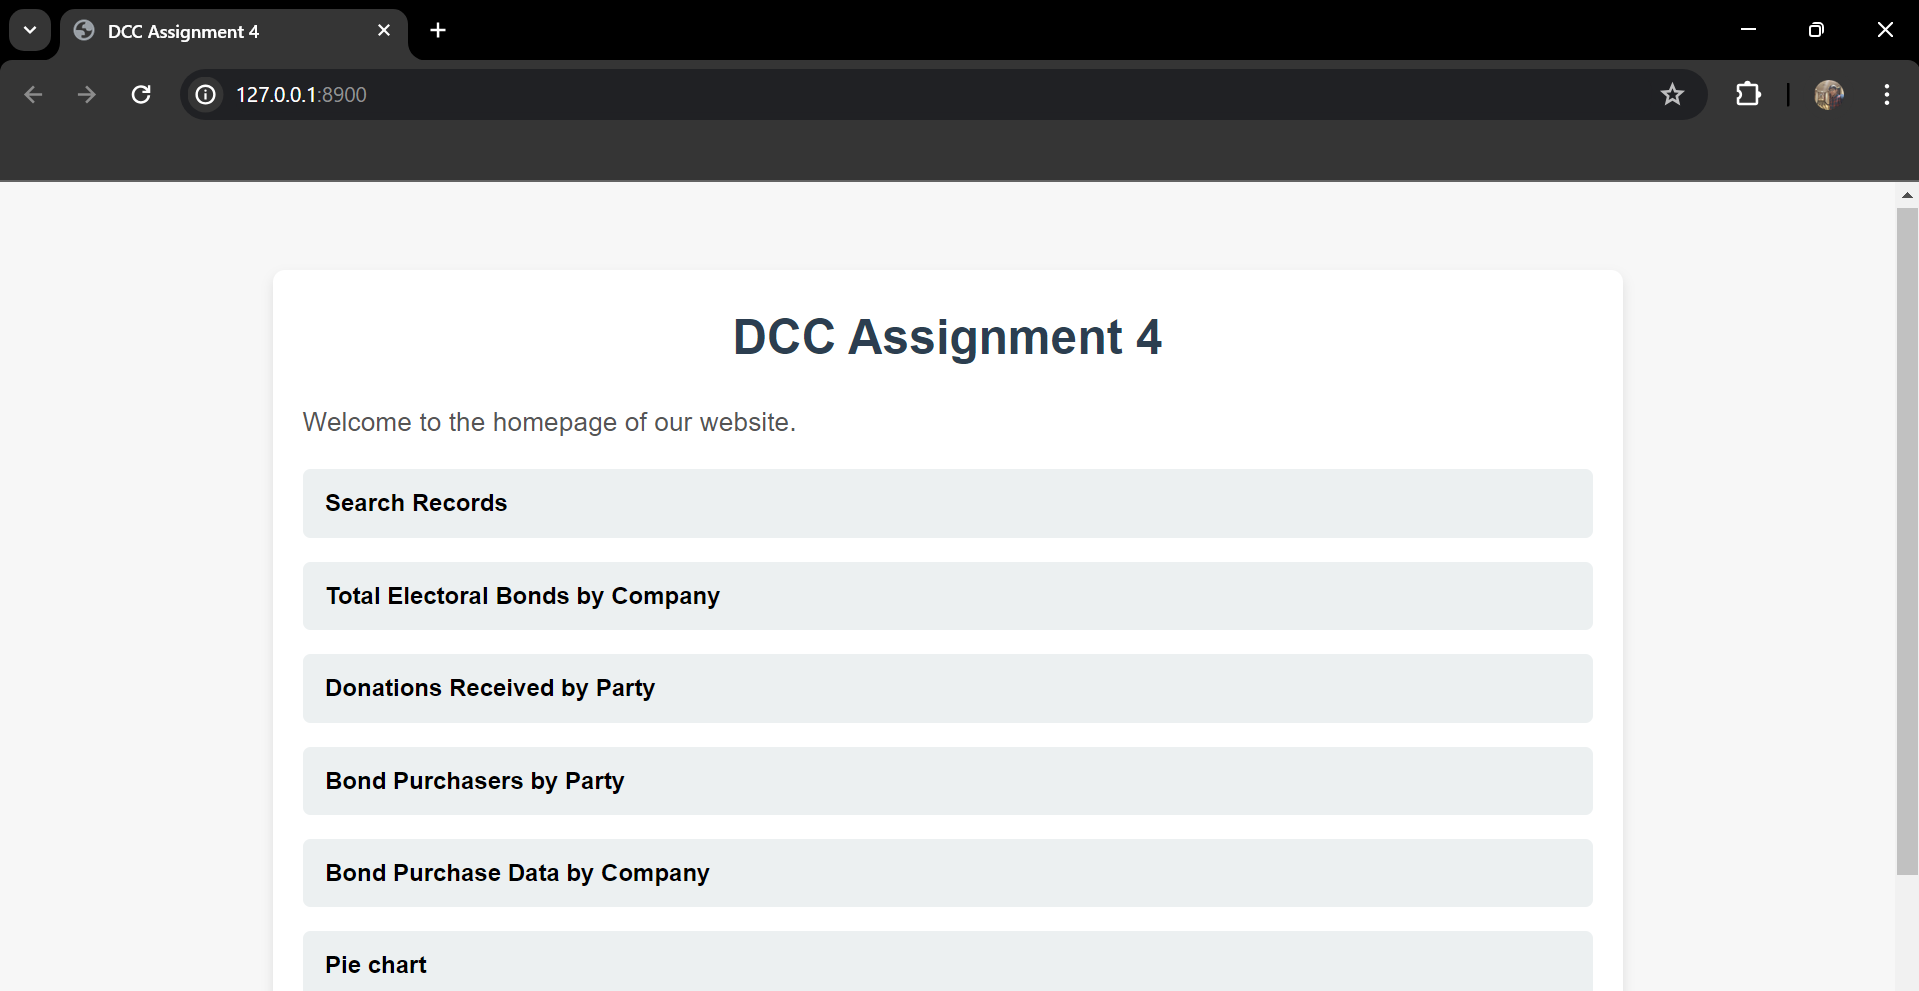 DCC Assignment 4
127.0.0.1:8900
DCC Assignment 4
Welcome to the homepage of our website.
Search Records
Total Electoral Bonds by Company
Donations Received by Party
Bond Purchasers by Party
Bond Purchase Data by Company
Pie chart